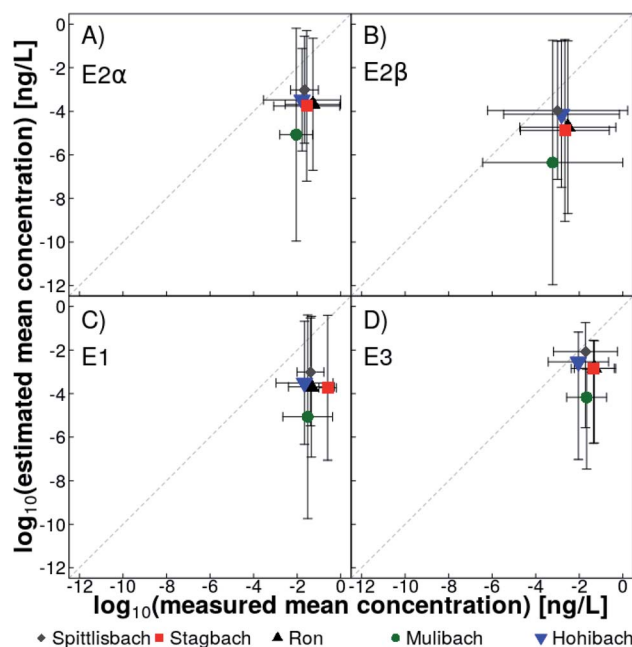 A)
E2α
B)
E2β
0
-2
-4
-6
-8
-10
-12
C)
E1
D)
E3
0
-2
-4
-6
-8
-10
-12
log10(estimated mean concentration) [ng/L]
-12 -10 -8 -6 -4 -2 0 -12 -10 -8 -6 -4 -2 0
log10(measured mean concentration) [ng/L]
Spittlisbach Stagbach Ron Mulibach Hohibach